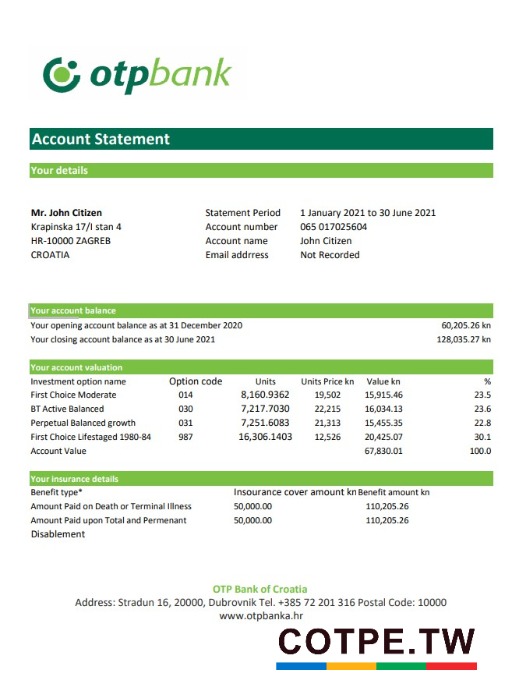 otpbank
Account Statement
Your details
Mr. John Citizen Statement Period 1 January 2021 to 30 June 2021
Krapinska 17/I stan 4 Account number 065 017025604
HR-10000 ZAGREB Account name John Citizen
CROATIA Email addrress Not Recorded
Your account balance
Your opening account balance as at 31 December 2020 60,205.26 kn
Your closing account balance as at 30 June 2021 128,035.27 kn
Your account valuation
Investment option name Option code Units Units Price kn Value kn %
First Choice Moderate 014 8,160.9362 19,502 15,915.46 23.5
BT Active Balanced 030 7,217.7030 22,215 16,034.13 23.6
Perpetual Balanced growth 031 7,251.6083 21,313 15,455.35 22.8
First Choice Lifestaged 1980-84 987 16,306.1403 12,526 20,425.07 30.1
Account Value 67,830.01 100.0
Your insurance details
Benefit type* Insourance cover amount kn Benefit amount kn
Amount Paid on Death or Terminal Illness 50,000.00 110,205.26
Amount Paid upon Total and Permenant 50,000.00 110,205.26
Disablement
OTP Bank of Croatia
Address: Stradun 16, 20000, Dubrovnik Tel. +385 72 201 316 Postal Code: 10000
www.otpbanka.hr
COTPE.TW